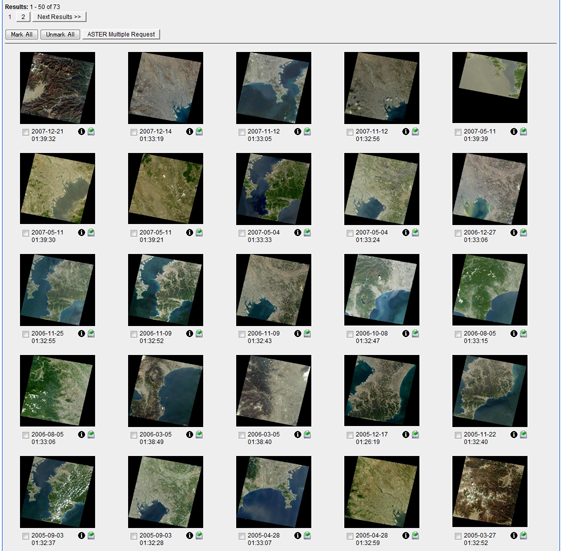 Results: 1 - 50 of 73
1 2 Next Results >>
Mark All Unmark All ASTER Multiple Request
2007-12-21 2007-12-14 2007-11-12 2007-11-12 2007-05-11
01:39:32 01:33:19 01:33:05 01:32:56 01:39:39
2007-05-11 2007-05-11 2007-05-04 2007-05-04 2006-12-27
01:39:30 01:39:21 01:33:33 01:33:24 01:33:06
2006-11-25 2006-11-09 2006-11-09 2006-10-08 2006-08-05
01:32:55 01:32:52 01:32:43 01:32:47 01:33:15
2006-08-05 2006-03-05 2006-03-05 2005-12-17 2005-11-22
01:33:06 01:38:49 01:38:40 01:26:19 01:32:40
2005-09-03 2005-09-03 2005-04-28 2005-04-28 2005-03-27
01:32:37 01:32:28 01:33:07 01:32:59 01:32:52